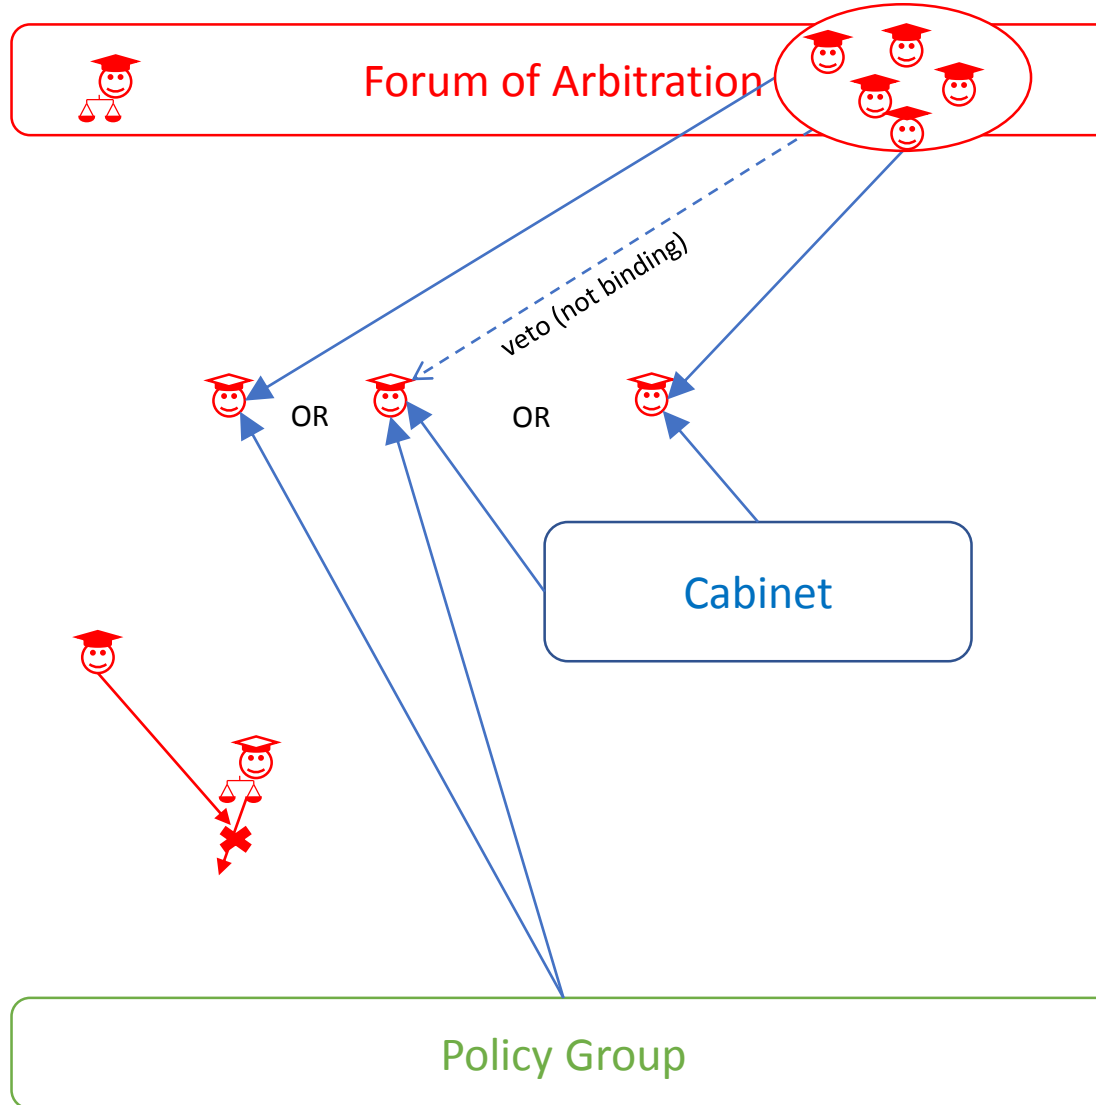 Forum of Arbitration
veto (not binding)
OR
OR
Cabinet
Policy Group